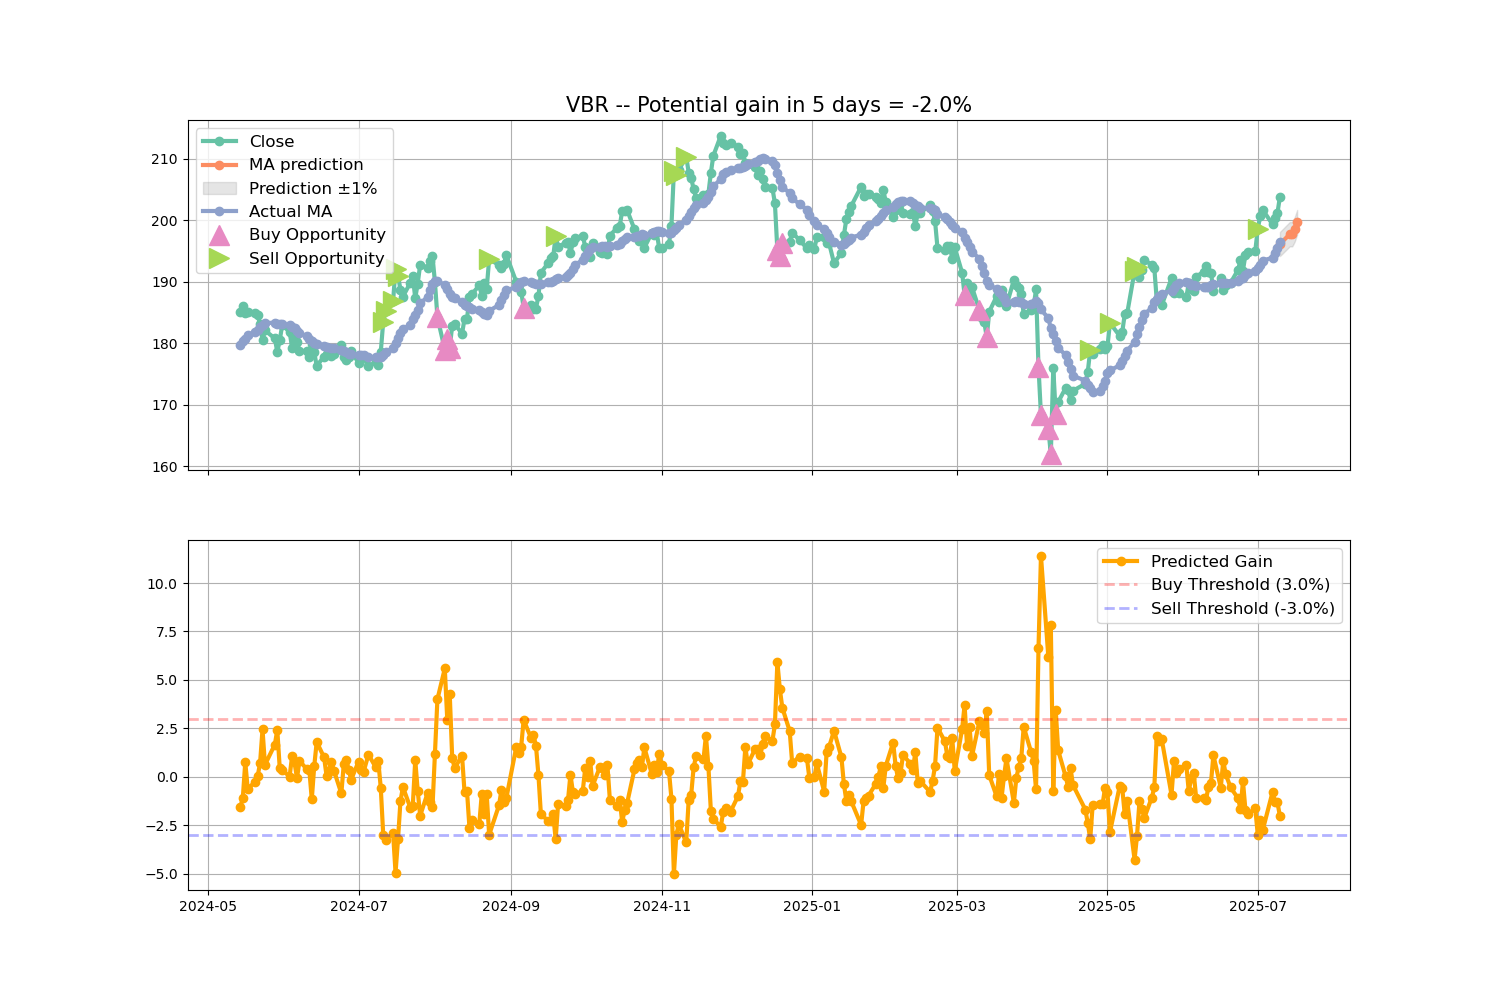 VBR -- Potential gain in 5 days = -2.0%
Close
MA prediction
Prediction ±1%
Actual MA
Buy Opportunity
Sell Opportunity
210
200
190
180
170
160
Predicted Gain
Buy Threshold (3.0%)
Sell Threshold (-3.0%)
10.0
7.5
5.0
2.5
0.0
−2.5
−5.0
2024-05
2024-07
2024-09
2024-11
2025-01
2025-03
2025-05
2025-07